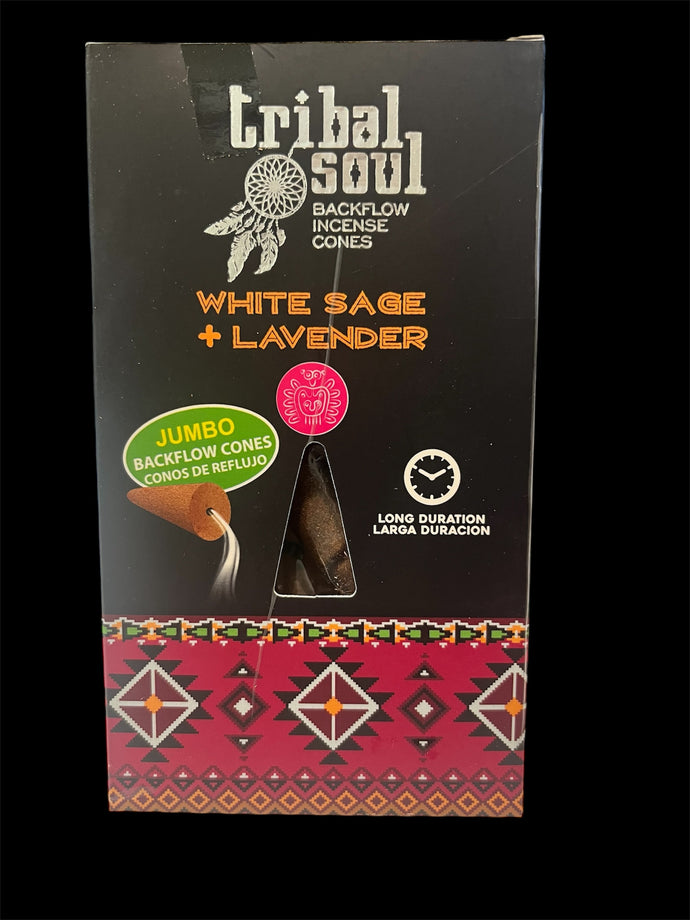 tribal
soul
BACKFLOW
INCENSE
CONES
WHITE SAGE
+ LAVENDER
JUMBO
BACKFLOW CONES
CONOS DE REFLUJO
LONG DURATION
LARGA DURACION